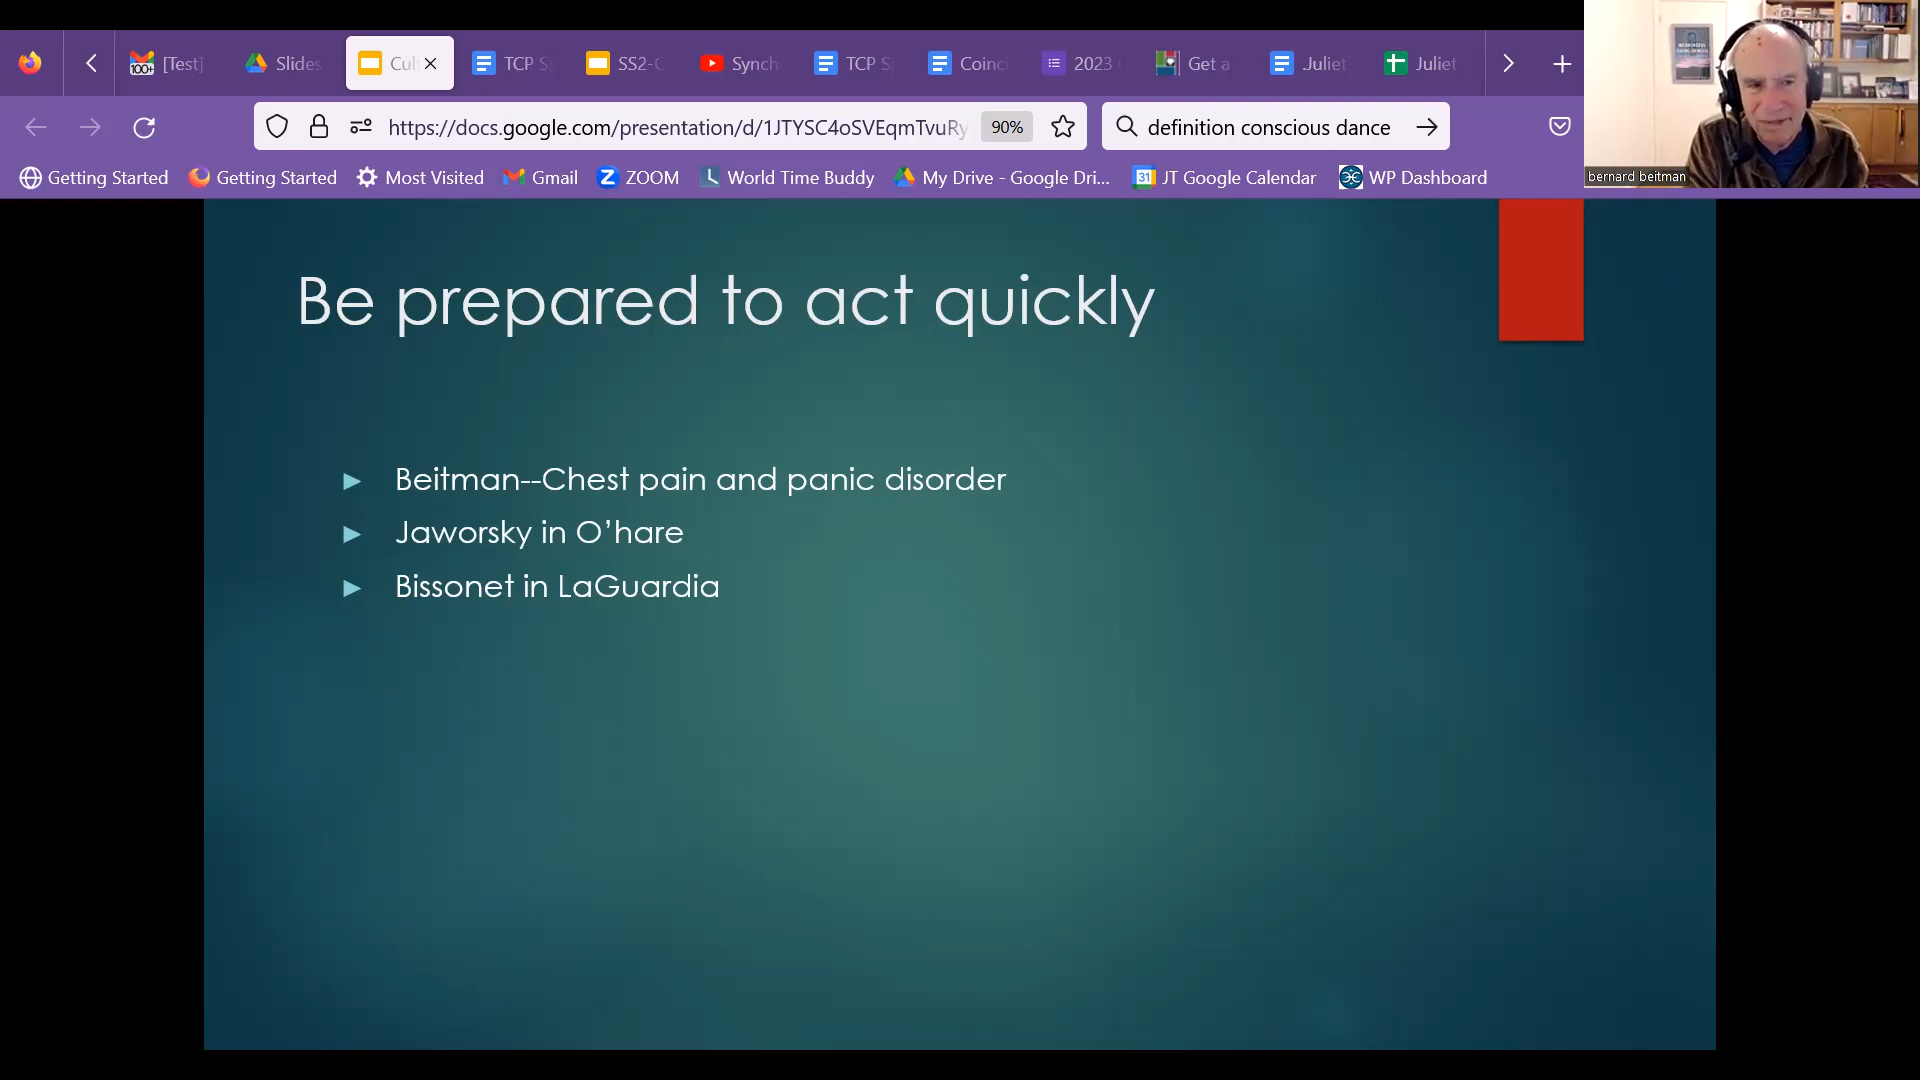 [Test]
Slides
Cul
TCP S
SS2-C
Synch
TCP S
Coinc
2023
Get a
Juliet
Juliet
https://docs.google.com/presentation/d/1JTYSC4oSVEqmTvuRy
90%
definition conscious dance
Getting Started
Getting Started
Most Visited
Gmail
ZOOM
World Time Buddy
My Drive - Google Dri...
JT Google Calendar
WP Dashboard
bernard beitman
Be prepared to act quickly
Beitman--Chest pain and panic disorder
Jaworsky in O’hare
Bissonet in LaGuardia